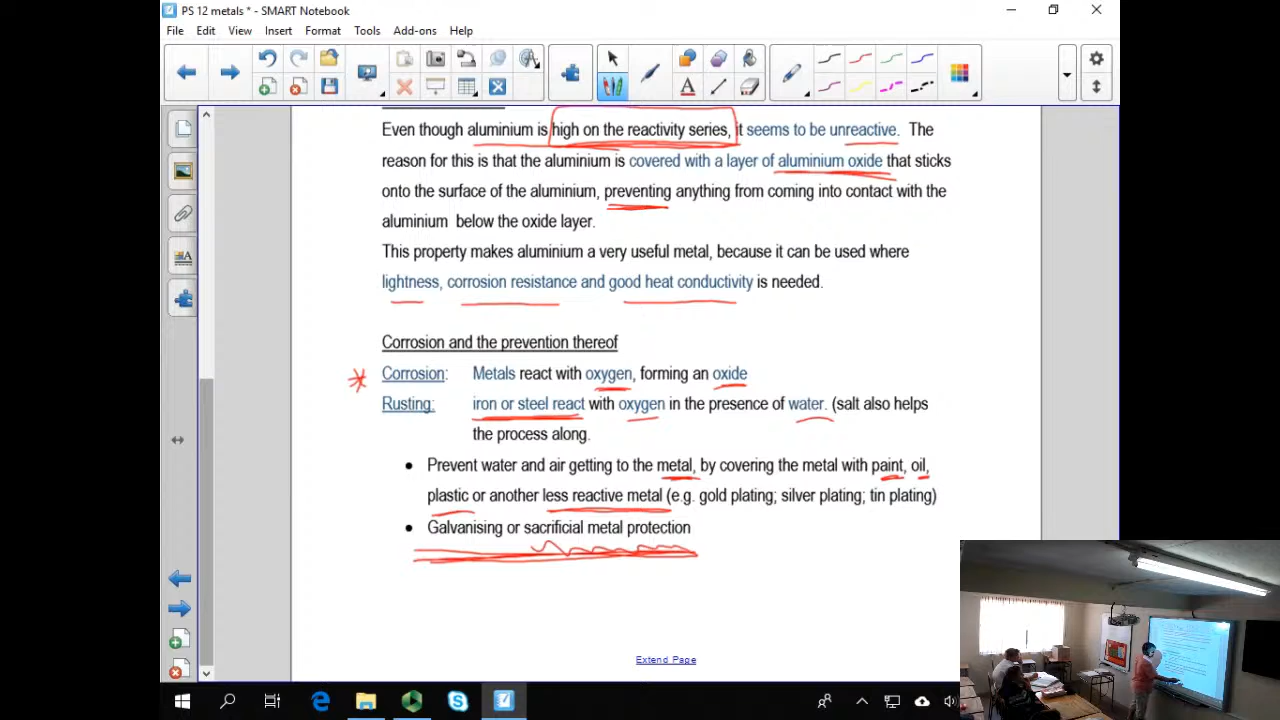 PS 12 metals * - SMART Notebook
File Edit View Insert Format Tools Add-ons Help
Even though aluminium is high on the reactivity series, it seems to be unreactive. The
reason for this is that the aluminium is covered with a layer of aluminium oxide that sticks
onto the surface of the aluminium, preventing anything from coming into contact with the
aluminium below the oxide layer.
This property makes aluminium a very useful metal, because it can be used where
lightness, corrosion resistance and good heat conductivity is needed.
Corrosion and the prevention thereof
Corrosion: Metals react with oxygen, forming an oxide
Rusting: iron or steel react with oxygen in the presence of water. (salt also helps
the process along.
• Prevent water and air getting to the metal, by covering the metal with paint, oil,
plastic or another less reactive metal (e.g. gold plating; silver plating; tin plating)
• Galvanising or sacrificial metal protection
Extend Page